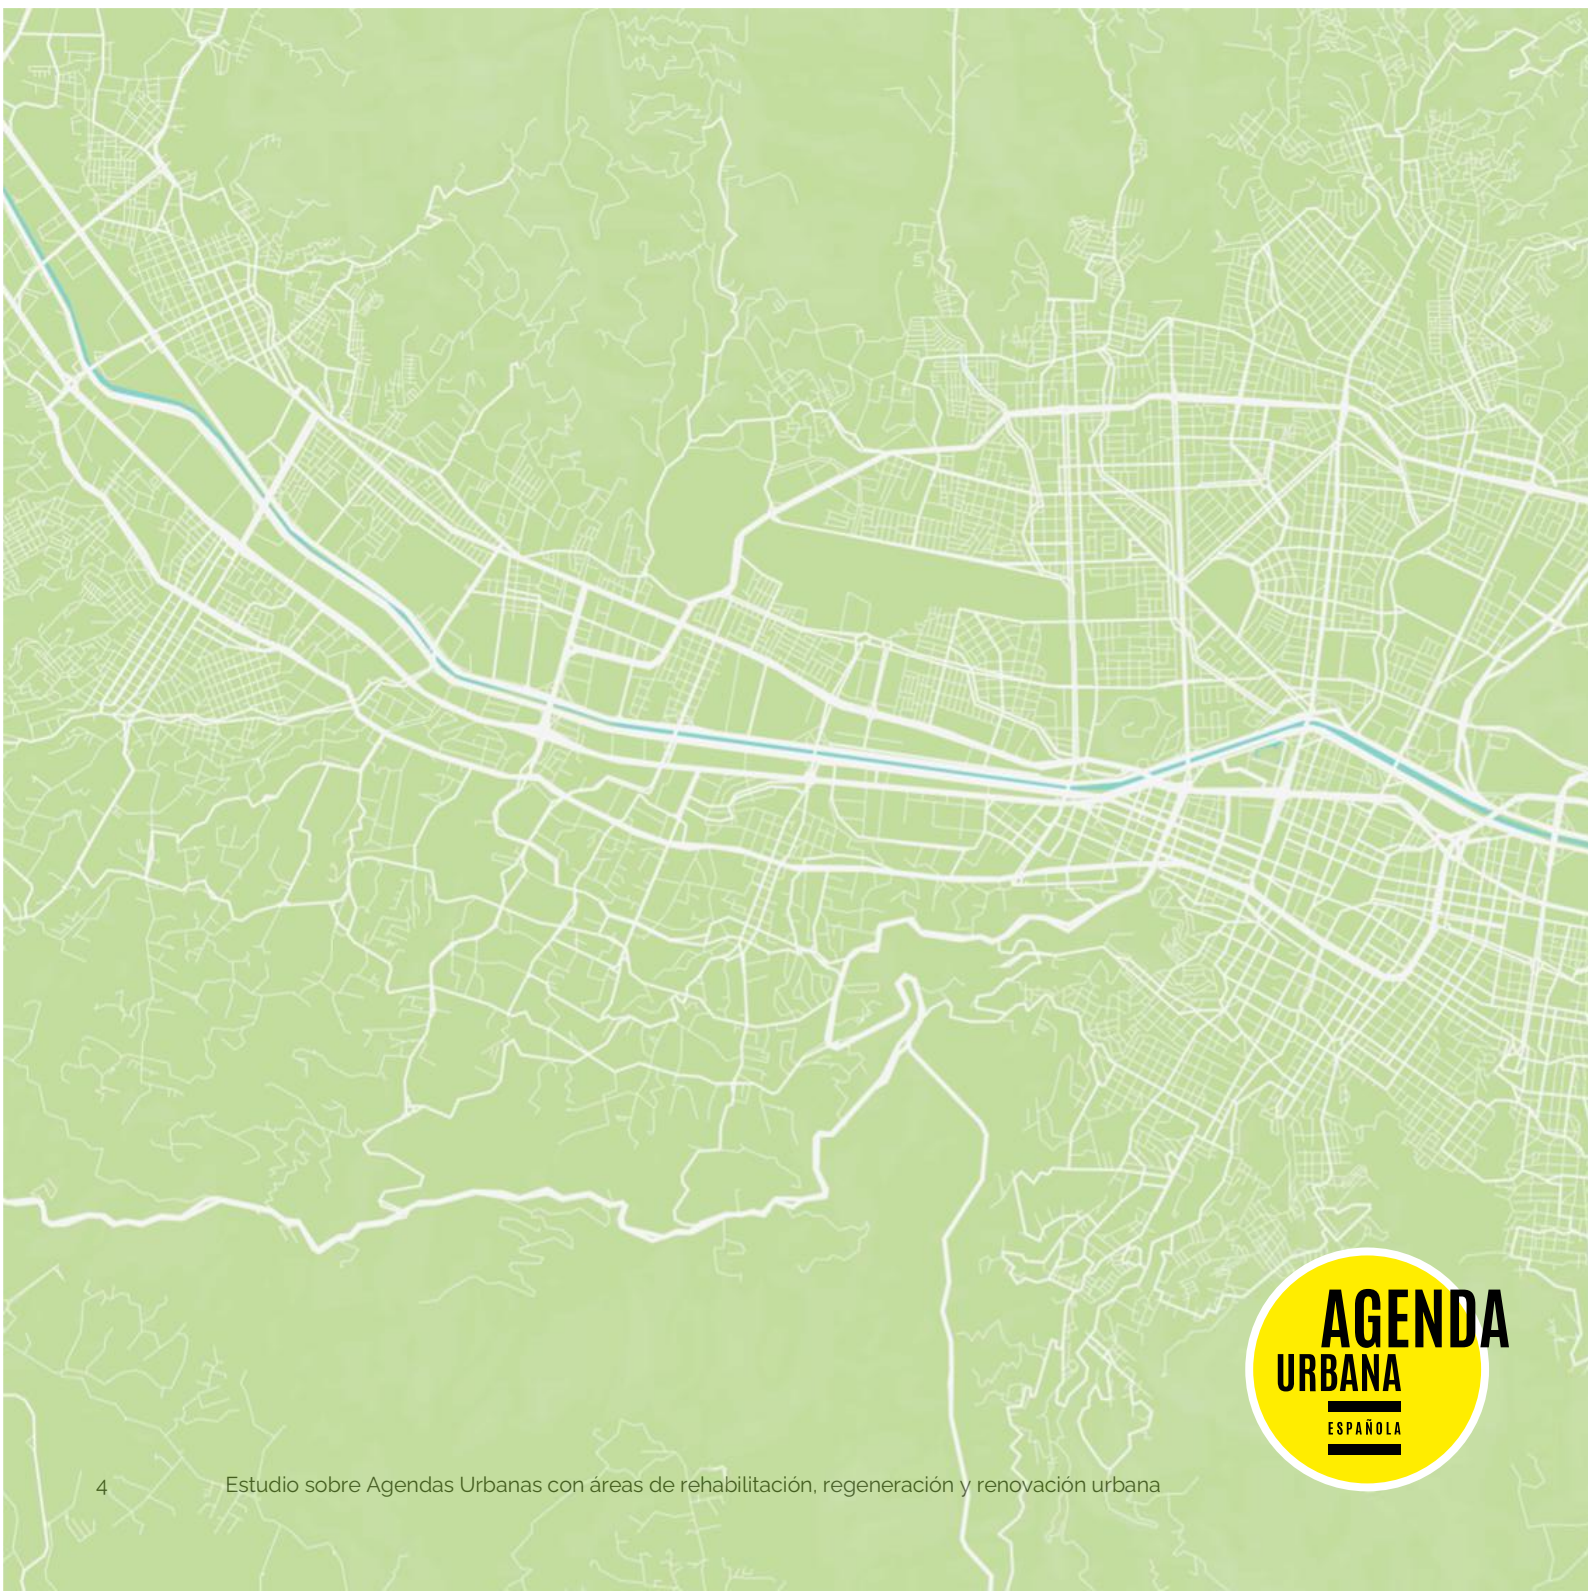 AGENDA
URBANA
ESPAÑOLA
4 Estudio sobre Agendas Urbanas con áreas de rehabilitación, regeneración y renovación urbana